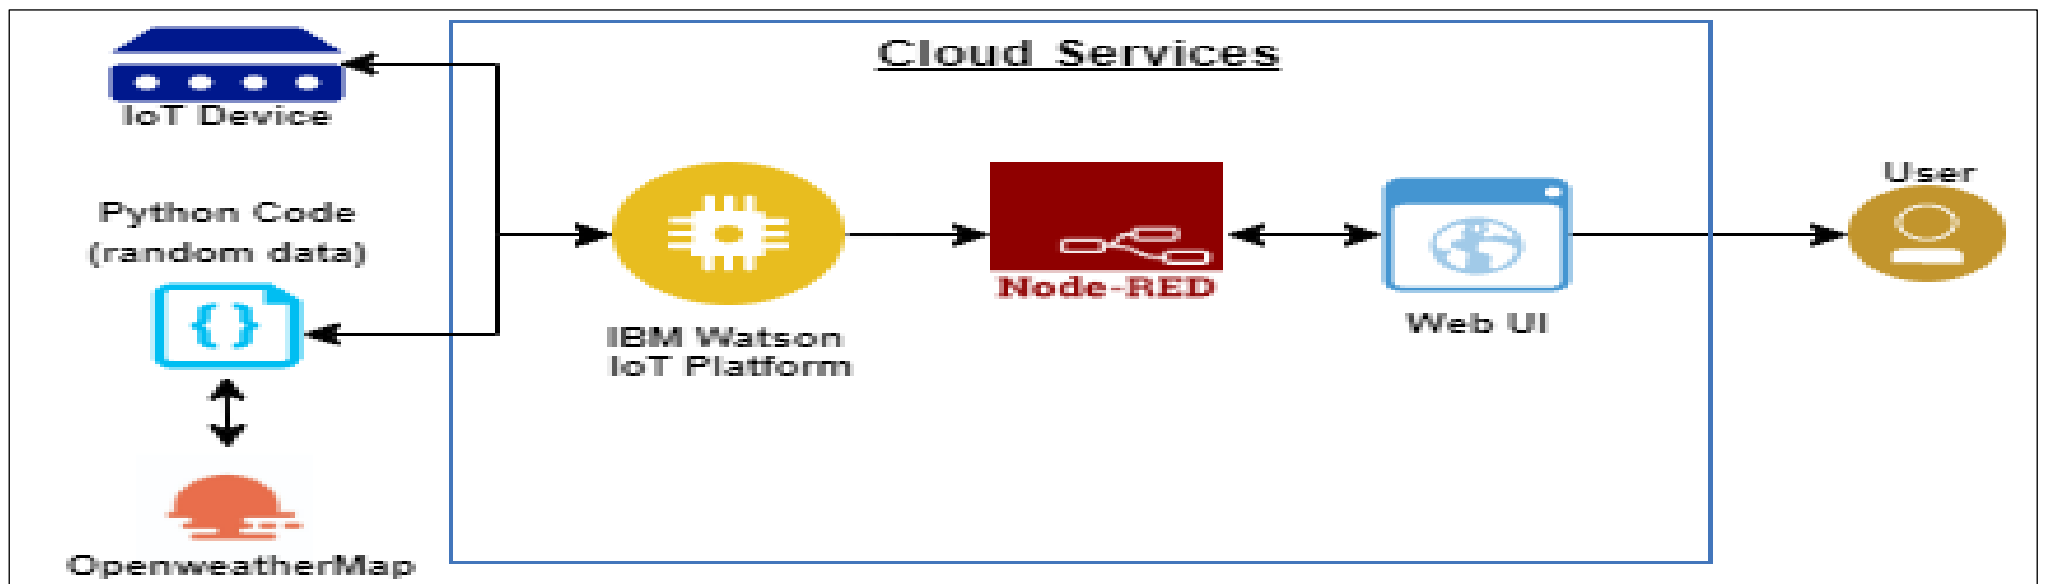 Cloud Services
IoT Device
Python Code
(random data)
OpenweatherMap
IBM Watson
IoT Platform
Node-RED
Web UI
User